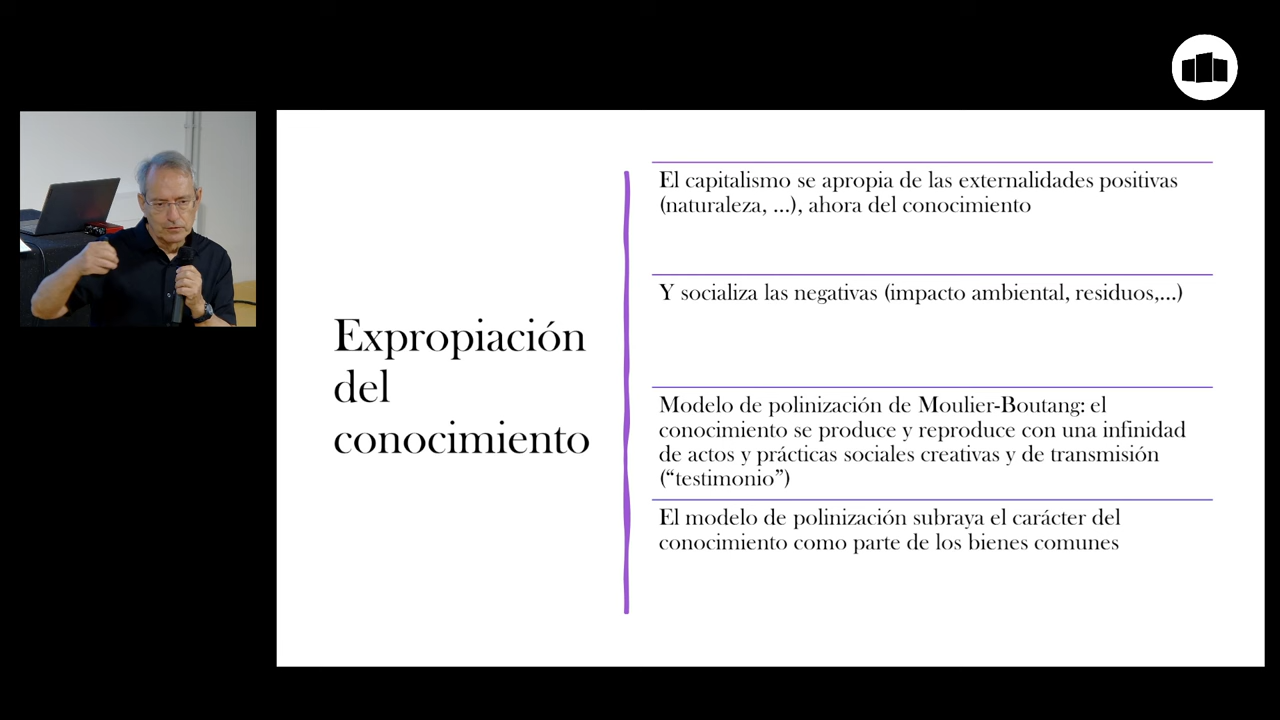 Expropiación
del
conocimiento
El capitalismo se apropia de las externalidades positivas
(naturaleza, ...), ahora del conocimiento
Y socializa las negativas (impacto ambiental, residuos,...)
Modelo de polinización de Moulier-Boutang: el
conocimiento se produce y reproduce con una infinidad
de actos y prácticas sociales creativas y de transmisión
(“testimonio”)
El modelo de polinización subraya el carácter del
conocimiento como parte de los bienes comunes